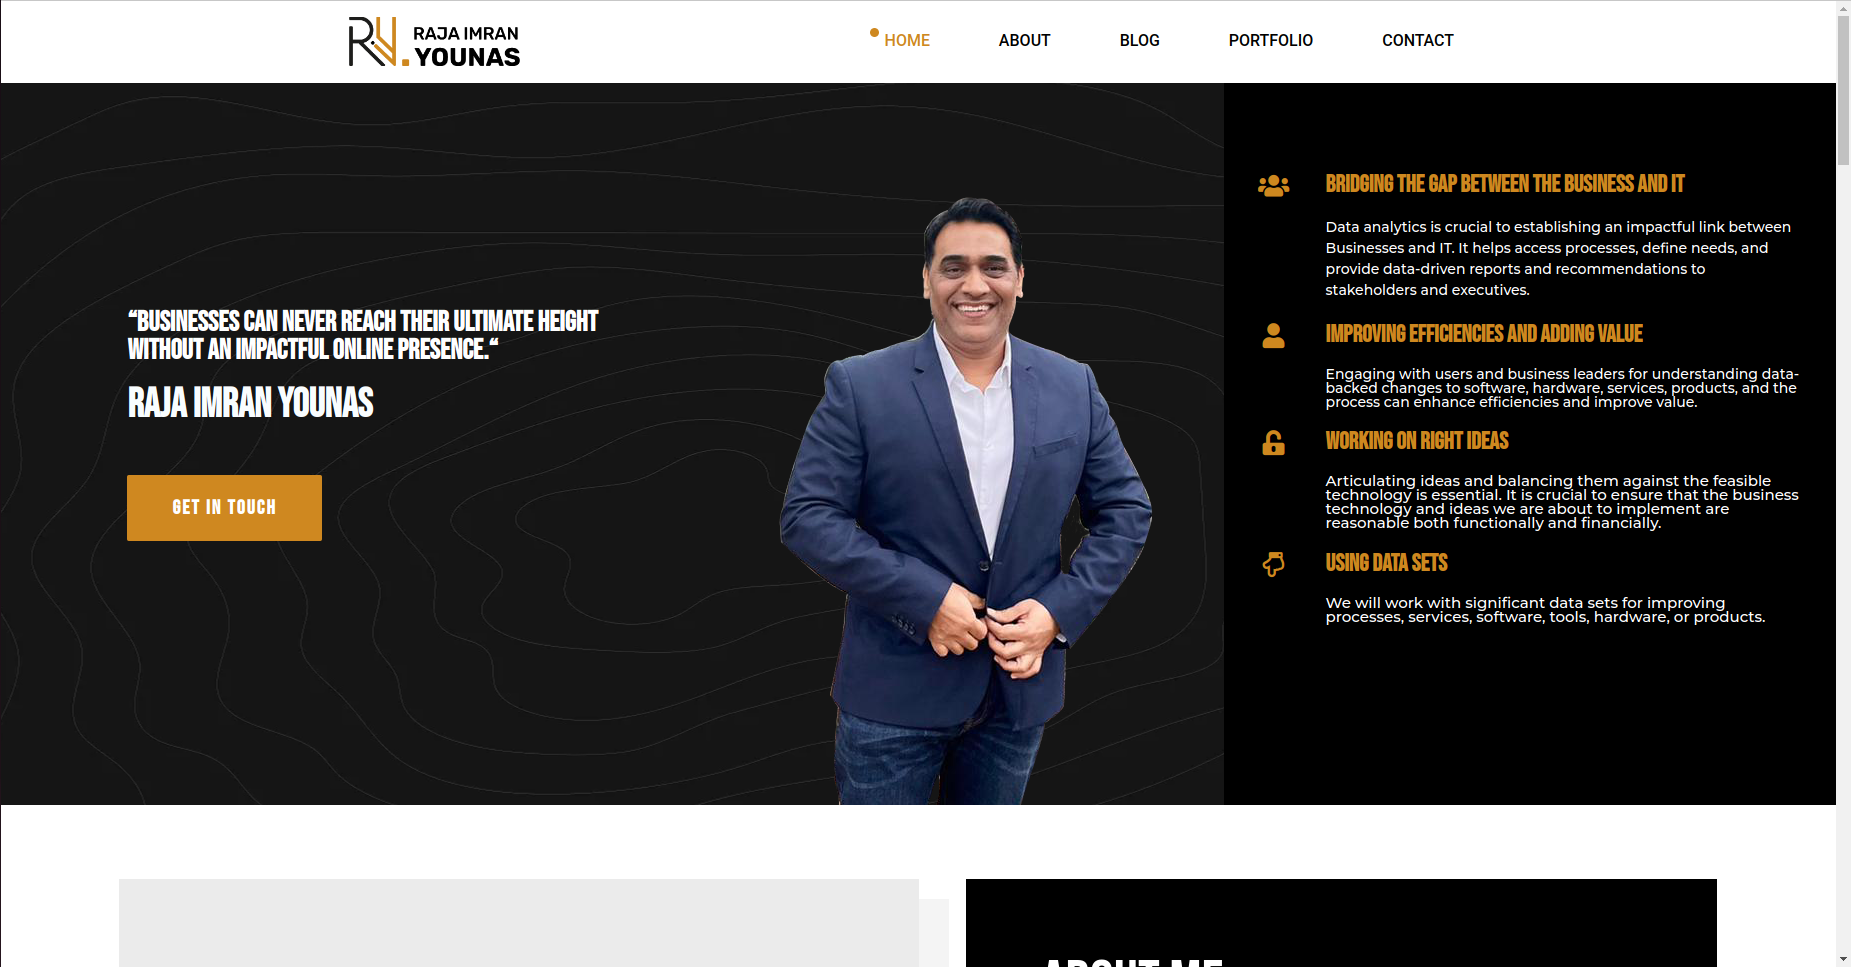 RAJA IMRAN
YOUNAS
HOME
ABOUT
BLOG
PORTFOLIO
CONTACT
“BUSINESSES CAN NEVER REACH THEIR ULTIMATE HEIGHT
WITHOUT AN IMPACTFUL ONLINE PRESENCE.“
RAJA IMRAN YOUNAS
GET IN TOUCH
BRIDGING THE GAP BETWEEN THE BUSINESS AND IT
Data analytics is crucial to establishing an impactful link between
Businesses and IT. It helps access processes, define needs, and
provide data-driven reports and recommendations to
stakeholders and executives.
IMPROVING EFFICIENCIES AND ADDING VALUE
Engaging with users and business leaders for understanding data-
backed changes to software, hardware, services, products, and the
process can enhance efficiencies and improve value.
WORKING ON RIGHT IDEAS
Articulating ideas and balancing them against the feasible
technology is essential. It is crucial to ensure that the business
technology and ideas we are about to implement are
reasonable both functionally and financially.
USING DATA SETS
We will work with significant data sets for improving
processes, services, software, tools, hardware, or products.
ABOUT ME